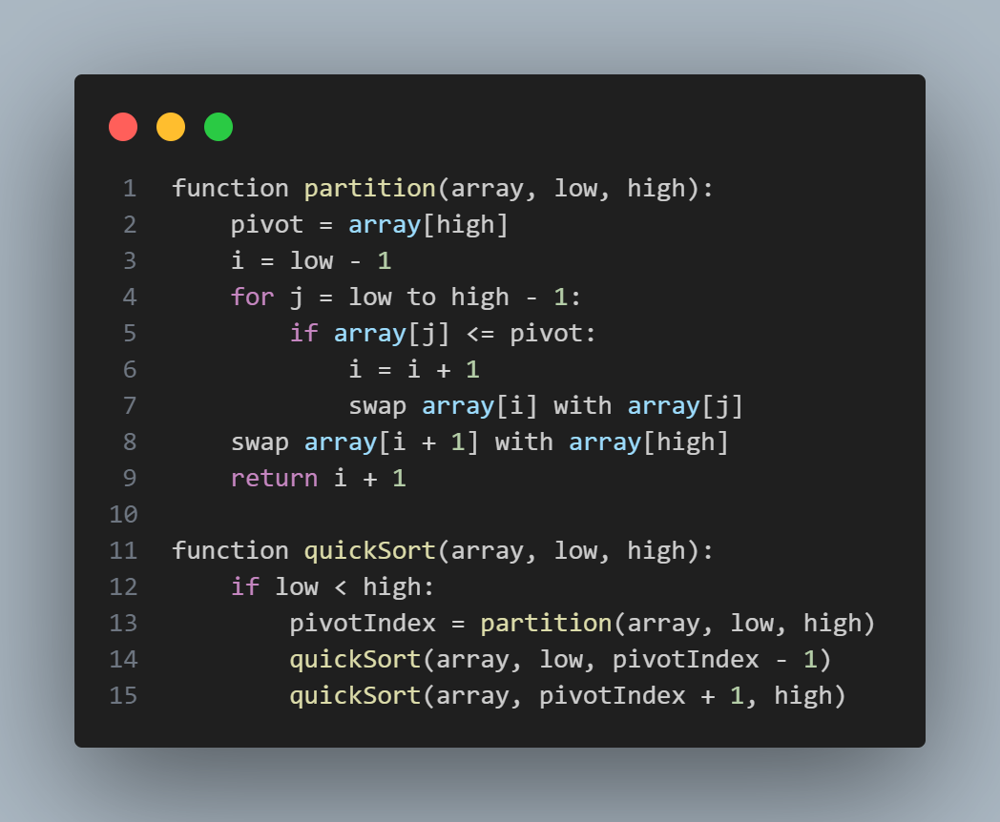 1 function partition(array, low, high):
2     pivot = array[high]
3     i = low - 1
4     for j = low to high - 1:
5         if array[j] <= pivot:
6             i = i + 1
7             swap array[i] with array[j]
8     swap array[i + 1] with array[high]
9     return i + 1
10
11 function quickSort(array, low, high):
12     if low < high:
13         pivotIndex = partition(array, low, high)
14         quickSort(array, low, pivotIndex - 1)
15         quickSort(array, pivotIndex + 1, high)